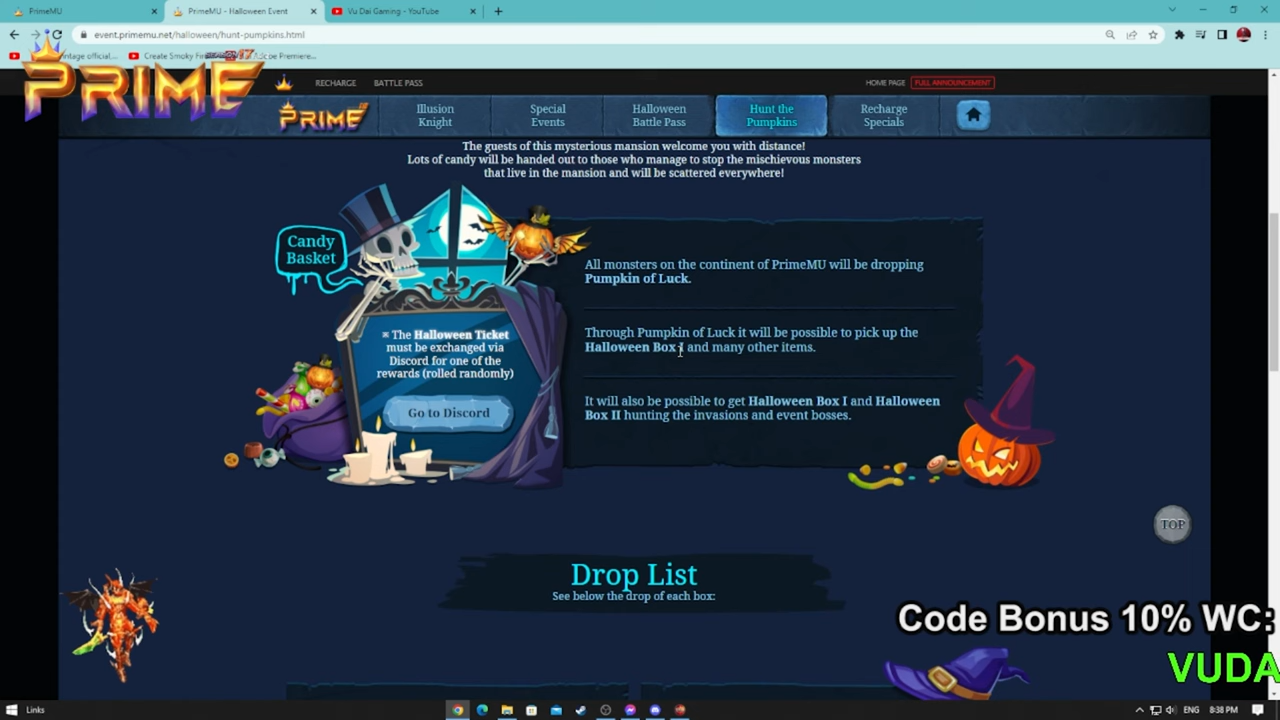 PrimeMU
PrimeMU - Halloween Event
Vu Dai Gaming - YouTube
event.primemu.net/halloween/hunt-pumpkins.html
ntage official...
Create Smoky
Premiere...
PRIME
RECHARGE
BATTLE PASS
HOME PAGE
FULL ANNOUNCEMENT
PRIME
Illusion
Knight
Special
Events
Halloween
Battle Pass
Hunt the
Pumpkins
Recharge
Specials
The guests of this mysterious mansion welcome you with distance!
Lots of candy will be handed out to those who manage to stop the mischievous monsters
that live in the mansion and will be scattered everywhere!
Candy
Basket
* The Halloween Ticket
must be exchanged via
Discord for one of the
rewards (rolled randomly)
Go to Discord
All monsters on the continent of PrimeMU will be dropping
Pumpkin of Luck.
Through Pumpkin of Luck it will be possible to pick up the
Halloween Box I and many other items.
It will also be possible to get Halloween Box I and Halloween
Box II hunting the invasions and event bosses.
TOP
Drop List
See below the drop of each box:
Code Bonus 10% WC:
VUDA
Links
ENG
8:38 PM